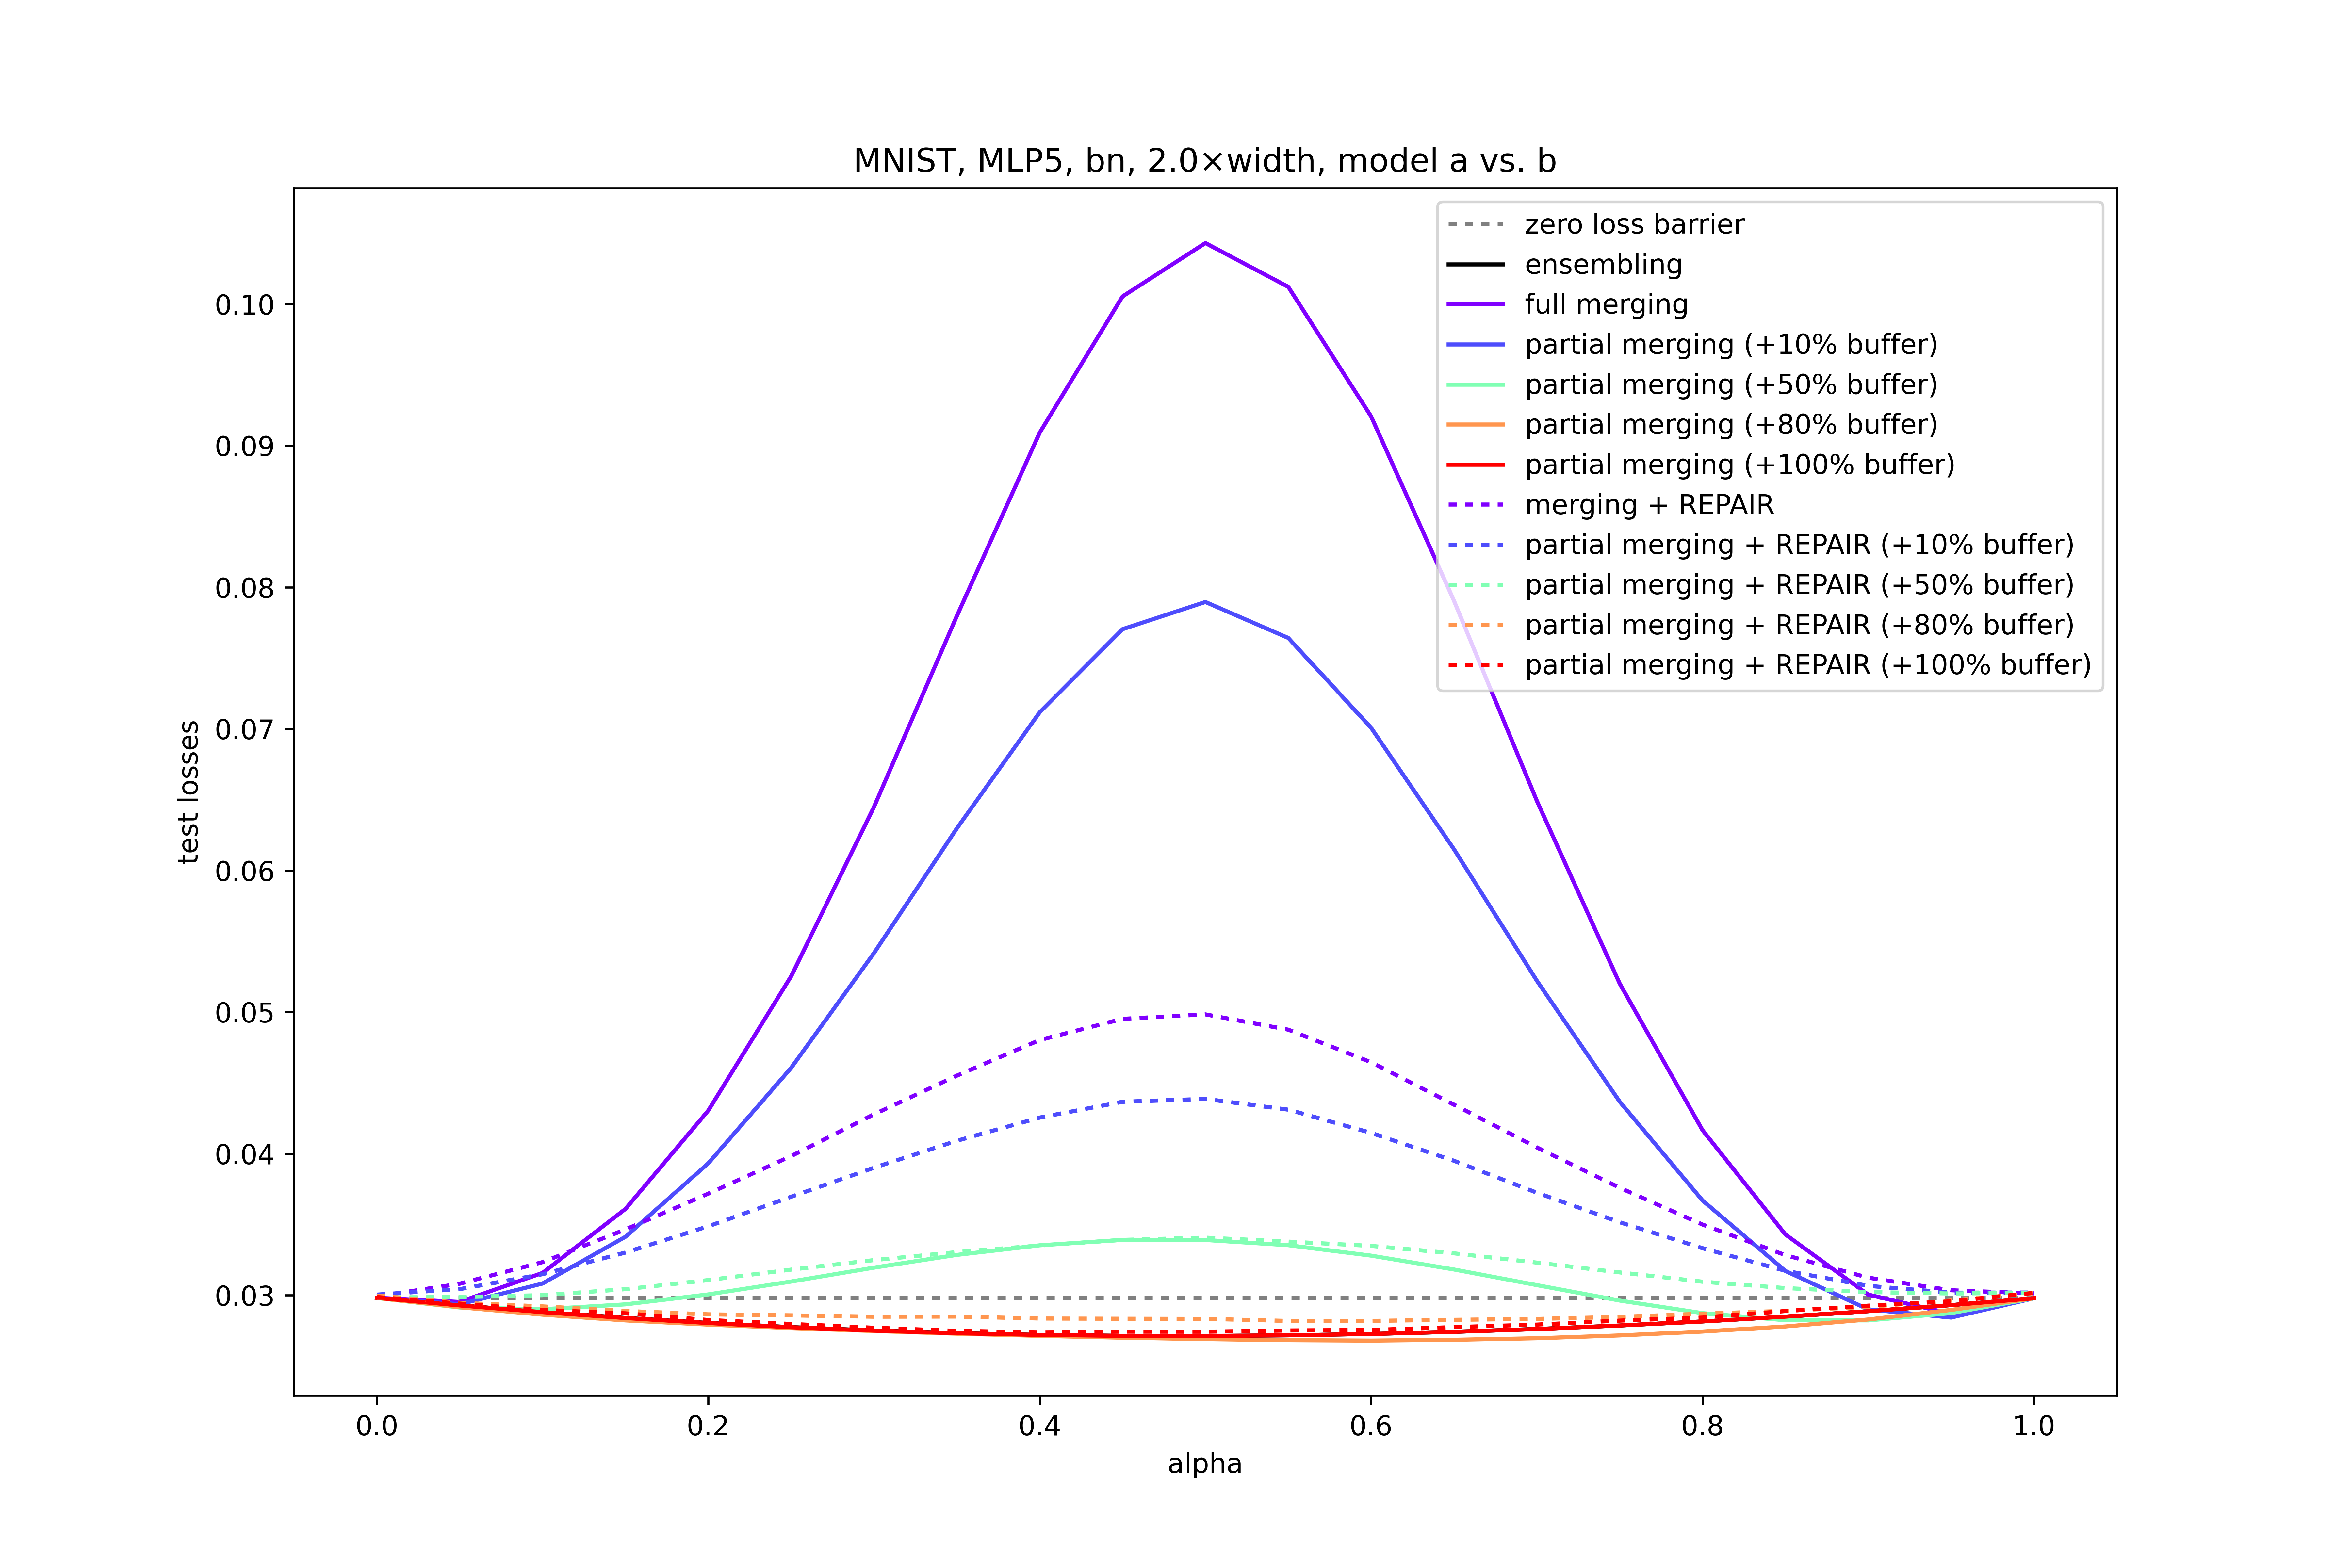 MNIST, MLP5, bn, 2.0×width, model a vs. b
zero loss barrier
ensembling
full merging
partial merging (+10% buffer)
partial merging (+50% buffer)
partial merging (+80% buffer)
partial merging (+100% buffer)
merging + REPAIR
partial merging + REPAIR (+10% buffer)
partial merging + REPAIR (+50% buffer)
partial merging + REPAIR (+80% buffer)
partial merging + REPAIR (+100% buffer)
test losses
0.10
0.09
0.08
0.07
0.06
0.05
0.04
0.03
0.0 0.2 0.4 0.6 0.8 1.0
alpha